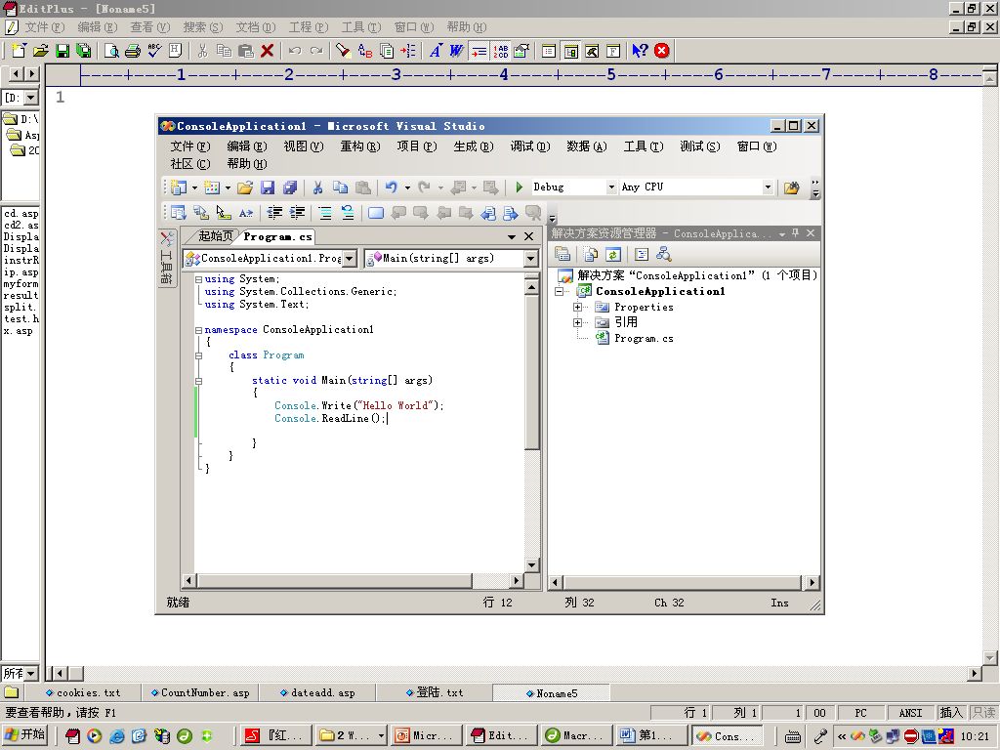 EditPlus - [Noname5]
文件(F) 编辑(E) 查看(V) 搜索(S) 文档(D) 工程(P) 工具(T) 窗口(W) 帮助(H)
1 2 3 4 5 6 7 8
[D:
1
D:\
Asp
20
cd.asp
cd2.as
Displa
Displa
instrR
ip.asp
myform
result
split.
test.h
x.asp
ConsoleApplication1 - Microsoft Visual Studio
文件(F) 编辑(E) 视图(V) 重构(R) 项目(P) 生成(B) 调试(D) 数据(A) 工具(T) 测试(S) 窗口(W)
社区(C) 帮助(H)
Debug Any CPU
工具箱
起始页 Program.cs
ConsoleApplication1.Prog Main(string[] args)
using System;
using System.Collections.Generic;
using System.Text;
namespace ConsoleApplication1
{
class Program
{
static void Main(string[] args)
{
Console.Write("Hello World");
Console.ReadLine();
}
}
}
解决方案资源管理器 - ConsoleApplica...
解决方案“ConsoleApplication1”(1 个项目)
ConsoleApplication1
Properties
引用
Program.cs
就绪 行 12 列 32 Ch 32 Ins
所有
cookies.txt CountNumber.asp dateadd.asp 登陆.txt Noname5
要查看帮助，请按 F1 行 1 列 1 1 00 PC ANSI 插入 只读
开始 『红... 2 W... Micr... Edit... Macr... 第1... Cons... « 10:21